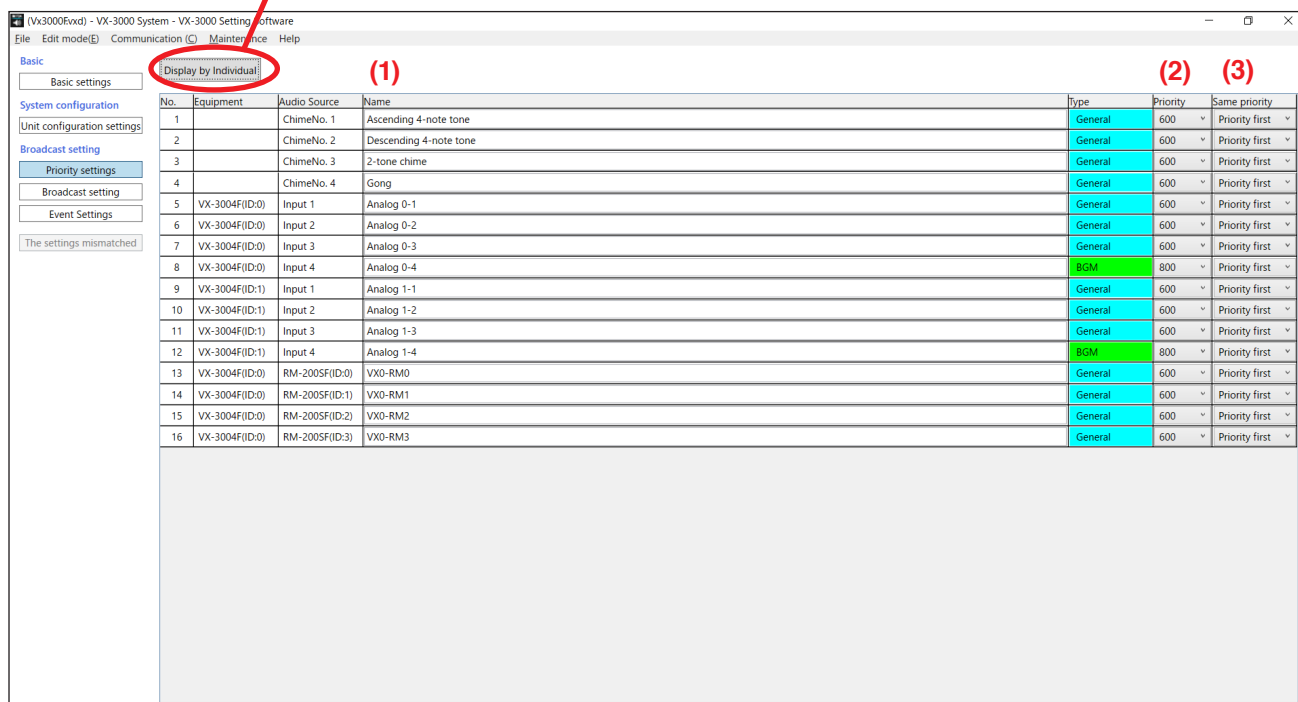 (Vx3000F.vxd) - VX-3000 System - VX-3000 Setting Software
File Edit mode(E) Communication (C) Maintenance Help
Basic
Basic settings
System configuration
Unit configuration settings
Broadcast setting
Priority settings
Broadcast setting
Event Settings
The settings mismatched
Display by Individual
(1) (2) (3)
No. Equipment Audio Source Name Type Priority Same priority
1 ChimeNo. 1 Ascending 4-note tone General 600 Priority first
2 ChimeNo. 2 Descending 4-note tone General 600 Priority first
3 ChimeNo. 3 2-tone chime General 600 Priority first
4 ChimeNo. 4 Gong General 600 Priority first
5 VX-3004F(ID:0) Input 1 Analog 0-1 General 600 Priority first
6 VX-3004F(ID:0) Input 2 Analog 0-2 General 600 Priority first
7 VX-3004F(ID:0) Input 3 Analog 0-3 General 600 Priority first
8 VX-3004F(ID:0) Input 4 Analog 0-4 BGM 800 Priority first
9 VX-3004F(ID:1) Input 1 Analog 1-1 General 600 Priority first
10 VX-3004F(ID:1) Input 2 Analog 1-2 General 600 Priority first
11 VX-3004F(ID:1) Input 3 Analog 1-3 General 600 Priority first
12 VX-3004F(ID:1) Input 4 Analog 1-4 BGM 800 Priority first
13 VX-3004F(ID:0) RM-200SF(ID:0) VX0-RM0 General 600 Priority first
14 VX-3004F(ID:0) RM-200SF(ID:1) VX0-RM1 General 600 Priority first
15 VX-3004F(ID:0) RM-200SF(ID:2) VX0-RM2 General 600 Priority first
16 VX-3004F(ID:0) RM-200SF(ID:3) VX0-RM3 General 600 Priority first